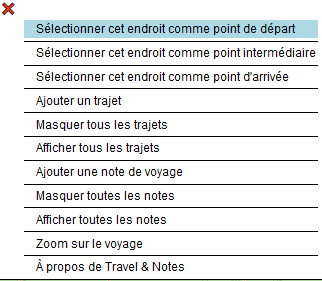 Sélectionner cet endroit comme point de départ
Sélectionner cet endroit comme point intermédiaire
Sélectionner cet endroit comme point d'arrivée
Ajouter un trajet
Masquer tous les trajets
Afficher tous les trajets
Ajouter une note de voyage
Masquer toutes les notes
Afficher toutes les notes
Zoom sur le voyage
À propos de Travel & Notes